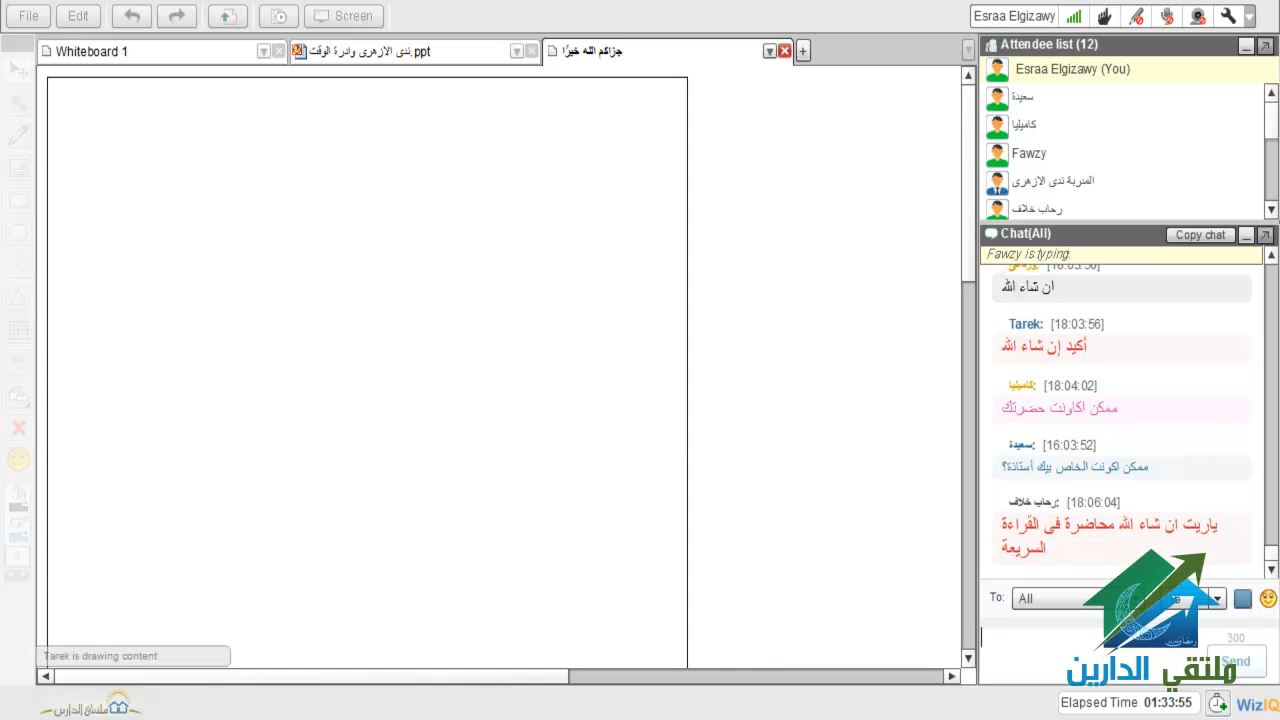 File Edit Screen
Esraa Elgizawy
Whiteboard 1
ندى الازهرى وادرة الوقت.ppt
جزاكم الله خيرًا
Attendee list (12)
Esraa Elgizawy (You)
سعيدة
كاميليا
Fawzy
المدربة ندى الازهرى
رحاب خلاف
Chat(All)
Copy chat
Fawzy is typing.
ان شاء الله
Tarek: [18:03:56]
أكيد إن شاء الله
كاميليا: [18:04:02]
ممكن اكاونت حضرتك
سعيدة: [16:03:52]
ممكن اكونت الخاص بيك أستاذة؟
رحاب خلاف: [18:06:04]
ياريت ان شاء الله محاضرة فى القراءة
السريعة
To: All
300
Send
Tarek is drawing content
ملتقي الدارين
Elapsed Time 01:33:55
WizIQ
ملتقى الدارين